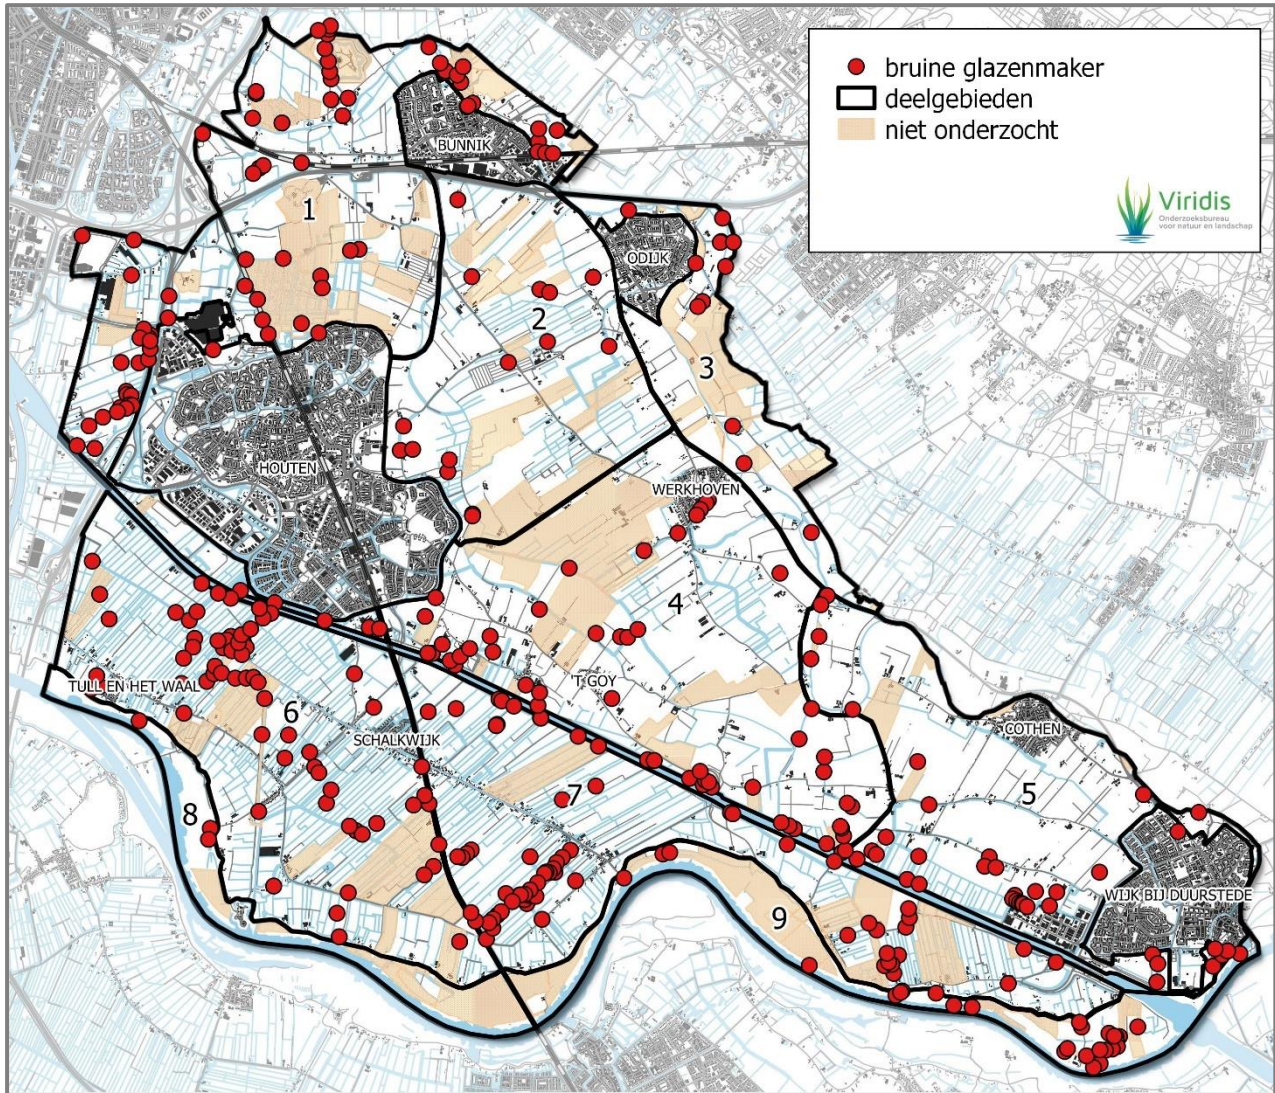 bruine glazenmaker
deelgebieden
niet onderzocht
Viridis
Onderzoeksbureau
voor natuur en landschap
BUNNIK
1
ODIJK
2
3
HOUTEN
WERKHOVEN
4
'T GOY
TULL EN HET WAAL
6
SCHALKWIJK
COTHEN
7
5
8
WIJK BIJ DUURSTEDE
9